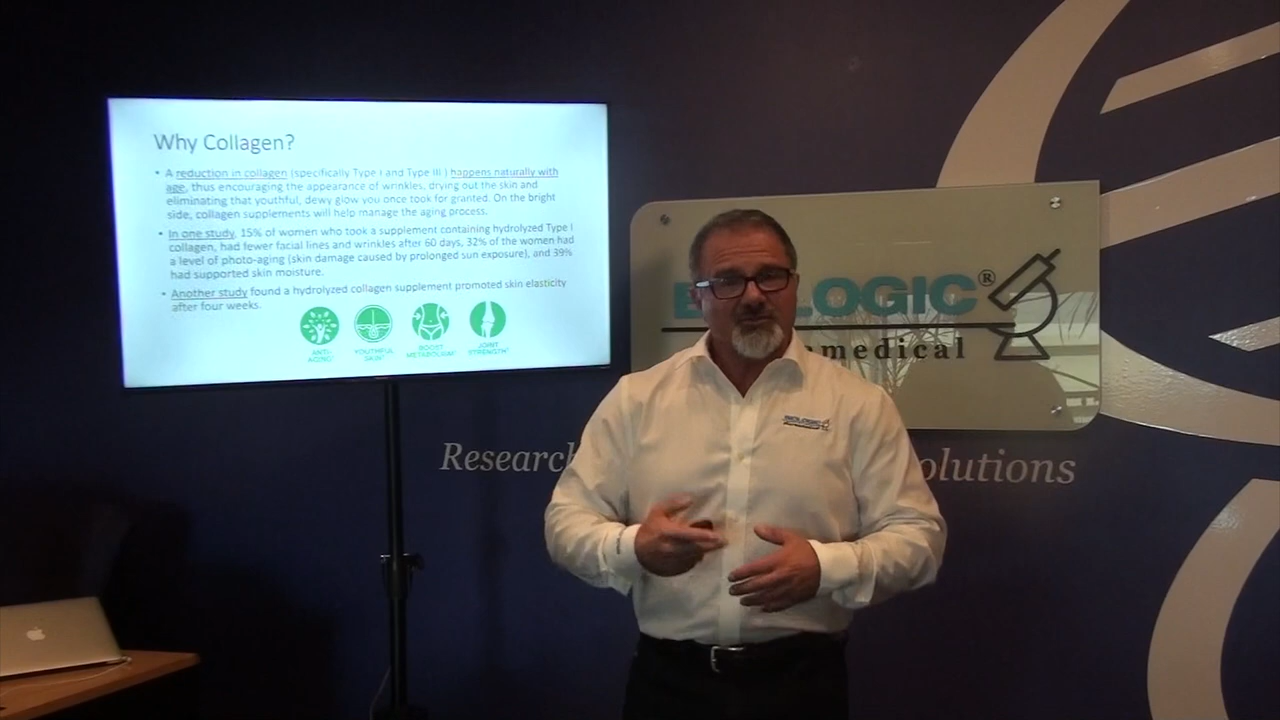 Why Collagen?
• A reduction in collagen (specifically Type I and Type III ) happens naturally with
age, thus encouraging the appearance of wrinkles, drying out the skin and
eliminating that youthful, dewy glow you once took for granted. On the bright
side, collagen supplements will help manage the aging process.
• In one study, 15% of women who took a supplement containing hydrolyzed Type I
collagen, had fewer facial lines and wrinkles after 60 days, 32% of the women had
a level of photo-aging (skin damage caused by prolonged sun exposure), and 39%
had supported skin moisture.
• Another study found a hydrolyzed collagen supplement promoted skin elasticity
after four weeks.
ANTI-
AGING
YOUTHFUL
SKIN
BOOST
METABOLISM
JOINT
STRENGTH
B LOGIC®
medical
Research olutions
BIOLOGIC